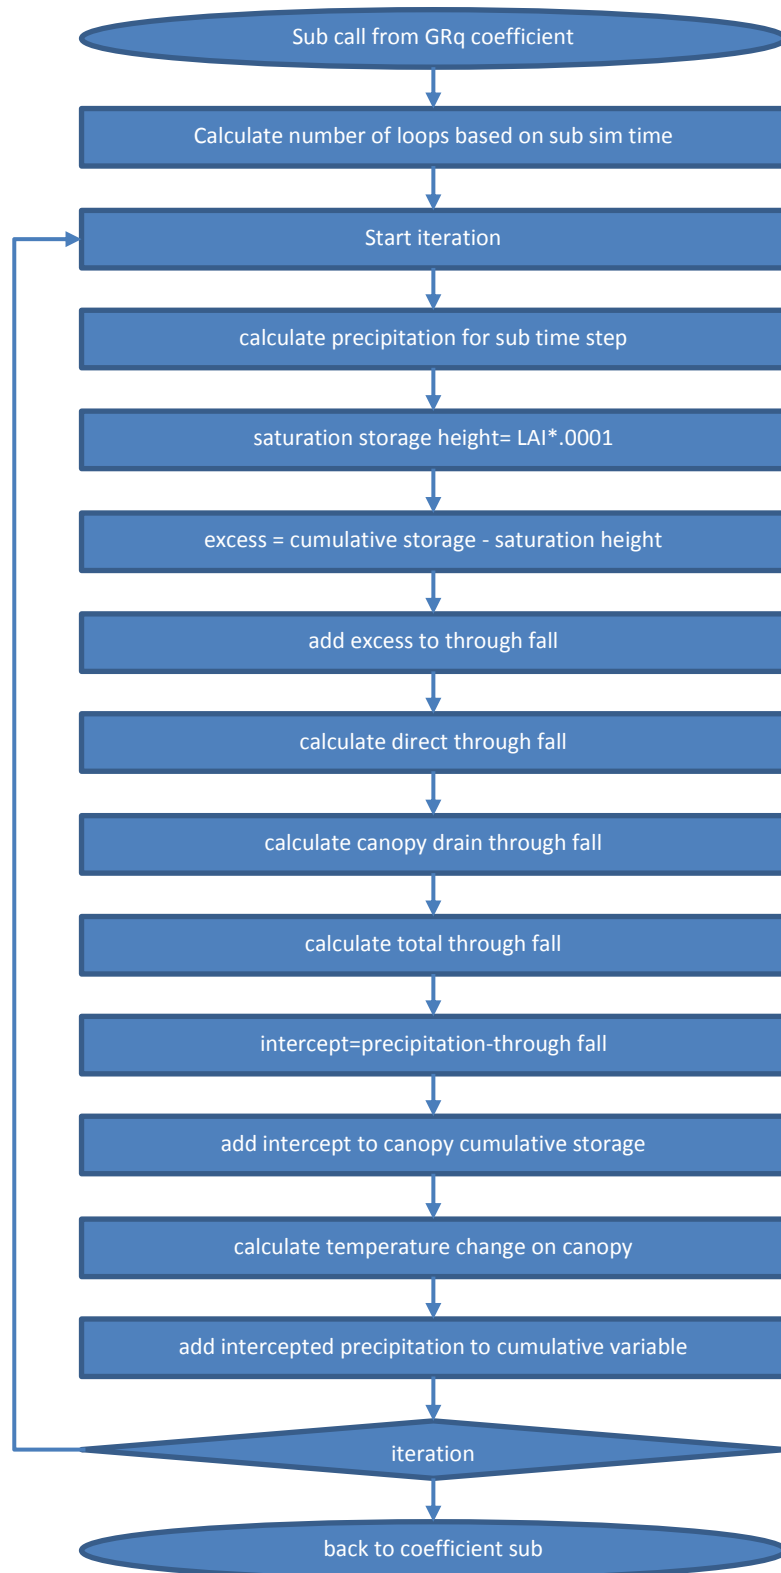 Sub call from GRq coefficient
Calculate number of loops based on sub sim time
Start iteration
calculate precipitation for sub time step
saturation storage height= LAI*.0001
excess = cumulative storage - saturation height
add excess to through fall
calculate direct through fall
calculate canopy drain through fall
calculate total through fall
intercept=precipitation-through fall
add intercept to canopy cumulative storage
calculate temperature change on canopy
add intercepted precipitation to cumulative variable
iteration
back to coefficient sub